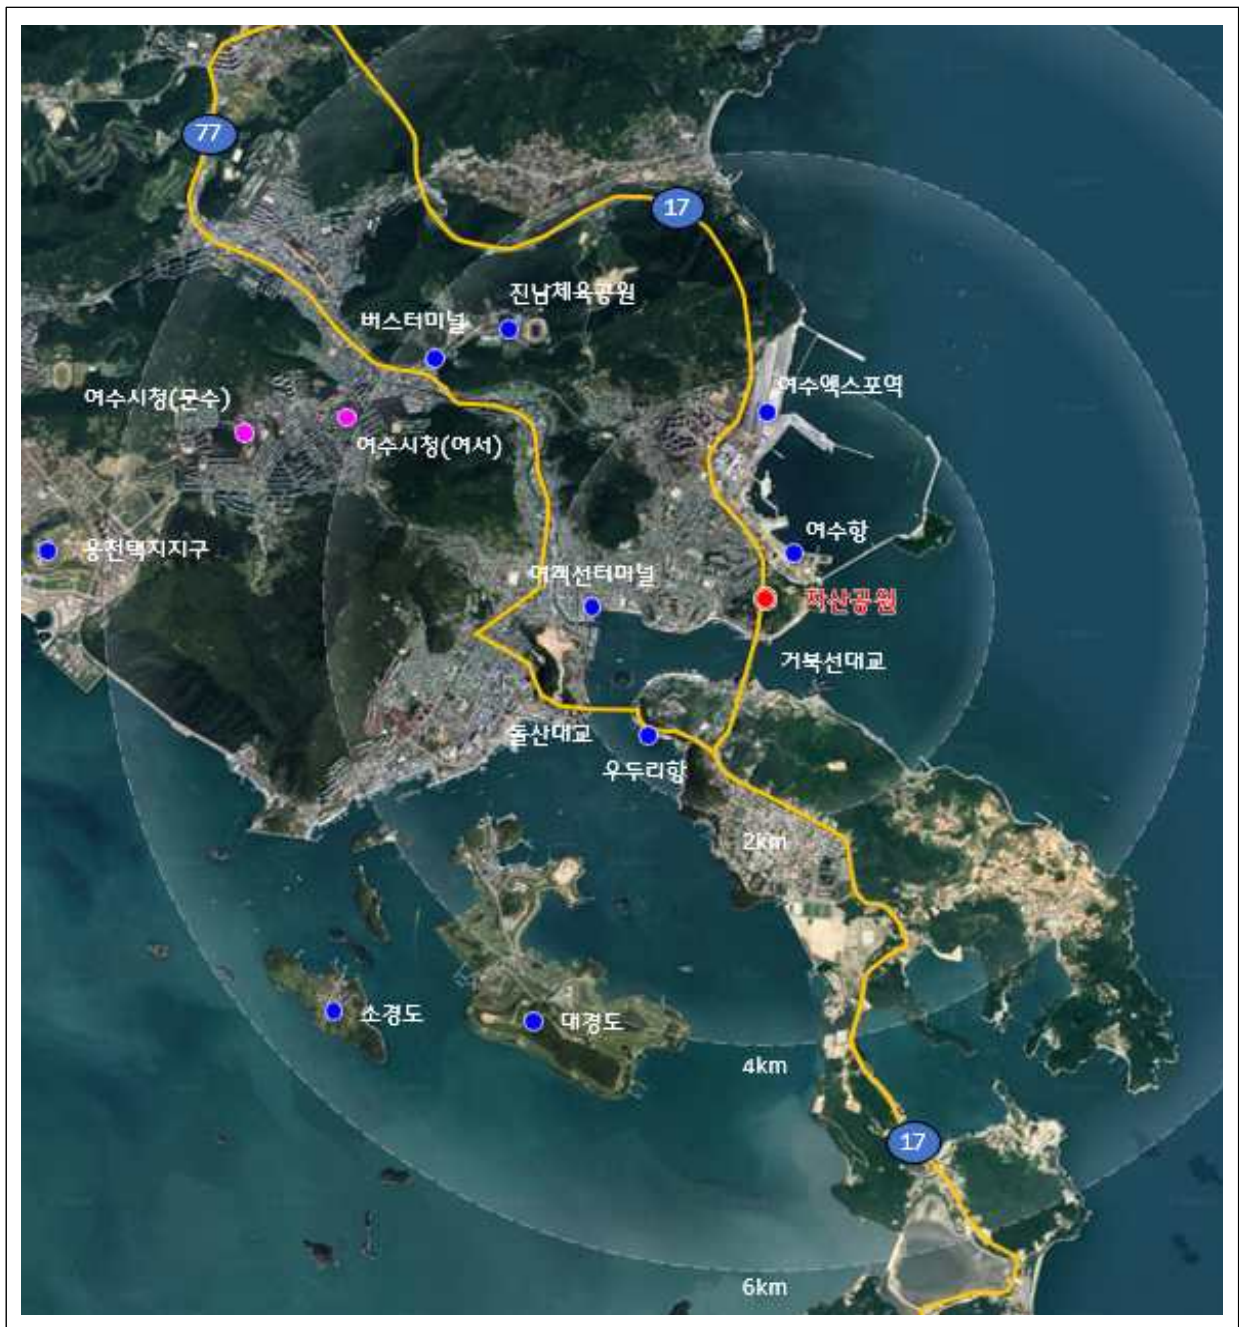 77
17
진남체육공원
버스터미널
여수엑스포역
여수시청(문수)
여수시청(여서)
여수항
웅천택지지구
여객선터미널
자산공원
거북선대교
돌산대교
우두리항
2km
소경도
대경도
4km
17
6km